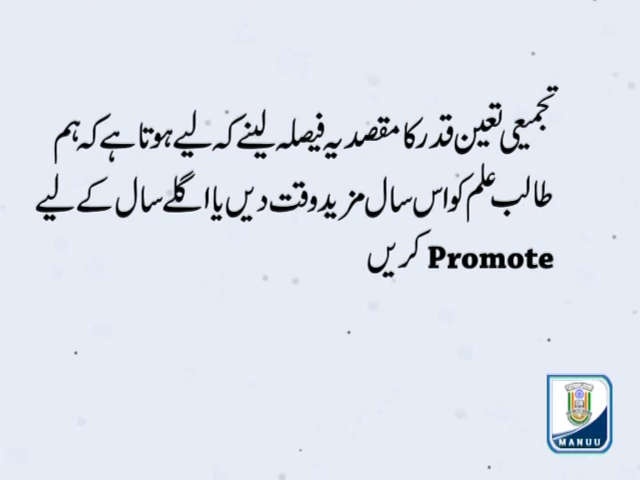 تجمیعی تعین قدر کا مقصد یہ فیصلہ لینے کہ لیے ہوتا ہے کہ ہم
طالب علم کو اس سال مزید وقت دیں یا اگلے سال کے لیے
Promote کریں
MANUU